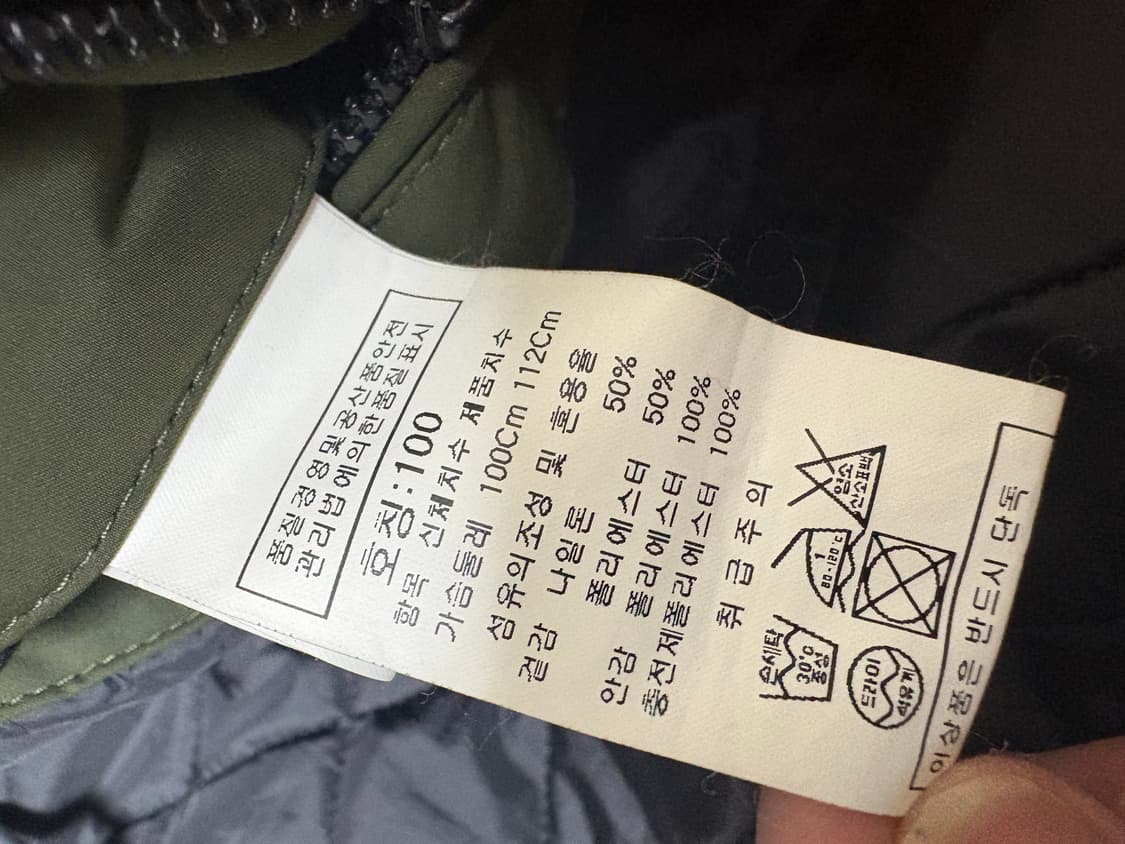 품질경영 및 공산품안전
관리법에의한 품질표시
호칭:100
항목 신체치수 제품치수
가슴둘레 100Cm 112Cm
섬유의조성 및 혼용율
겉감 나일론 50%
폴리에스터 50%
안감 폴리에스터 100%
충전제폴리에스터 100%
취급주의
손세탁
30°C
중성
1
80-120°C
염소
산소표백
드라이
석유계
이상품은 반드시 녹담